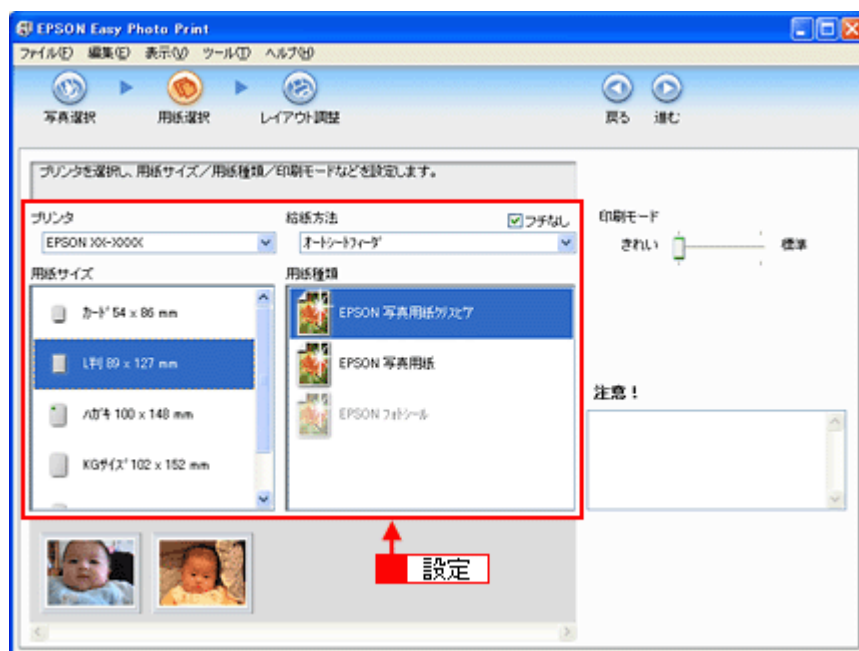 EPSON Easy Photo Print
ファイル(F) 編集(E) 表示(V) ツール(T) ヘルプ(H)
写真選択 用紙選択 レイアウト調整 戻る 進む
プリンタを選択し、用紙サイズ/用紙種類/印刷モードなどを設定します。
プリンタ 給紙方法 フチなし 印刷モード
EPSON XX-XXXX オートシートフィーダ きれい 標準
用紙サイズ 用紙種類
カード 54 x 86 mm EPSON 写真用紙クリスピア
L判 89 x 127 mm EPSON 写真用紙
注意!
ハガキ 100 x 148 mm EPSON フォトシール
KGサイズ 102 x 152 mm
設定